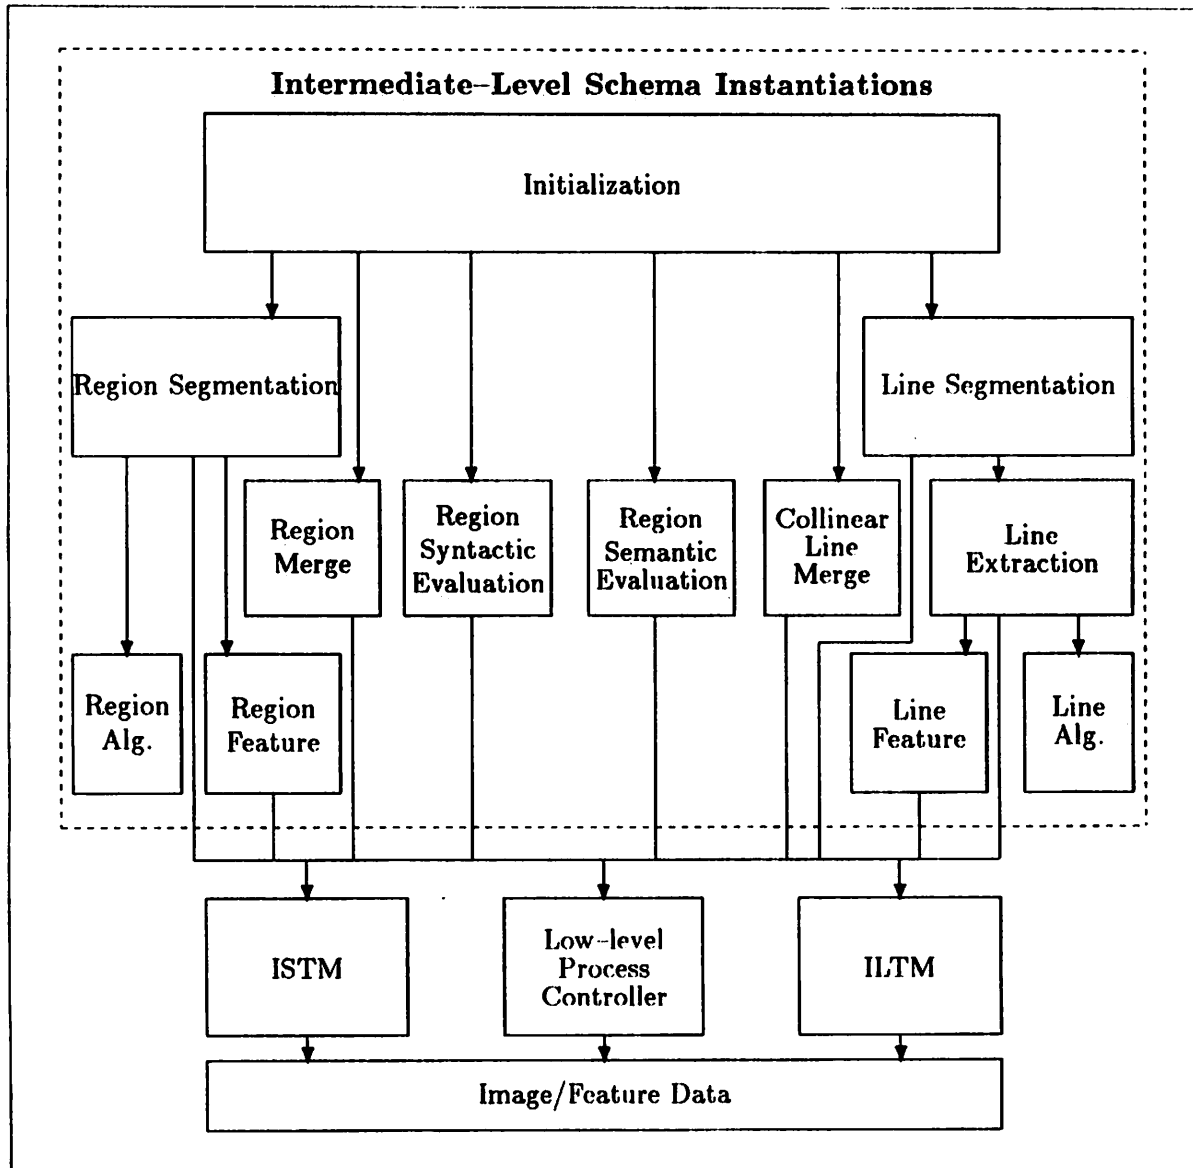 Intermediate-Level Schema Instantiations
Initialization
Region Segmentation
Line Segmentation
Region
Merge
Region
Syntactic
Evaluation
Region
Semantic
Evaluation
Collinear
Line
Merge
Line
Extraction
Region
Alg.
Region
Feature
Line
Feature
Line
Alg.
ISTM
Low-level
Process
Controller
ILTM
Image/Feature Data